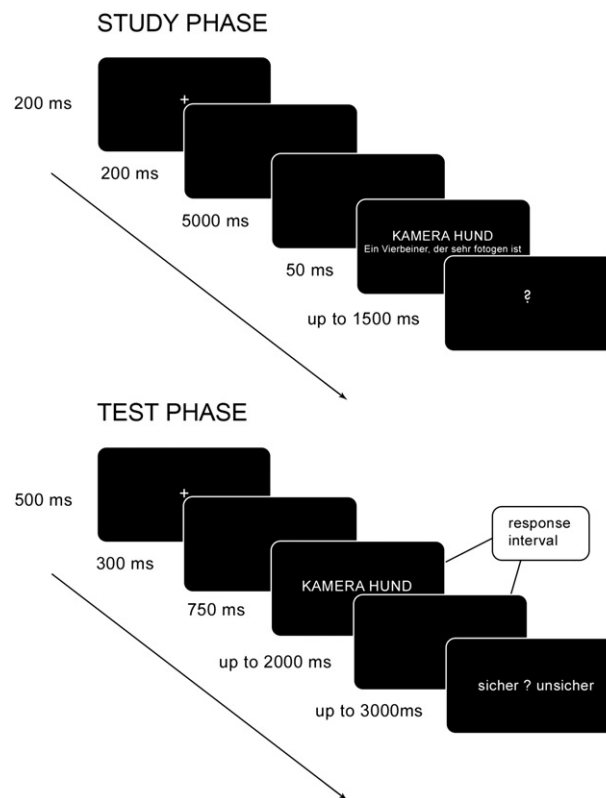 STUDY PHASE
+
200 ms
200 ms
5000 ms
KAMERA HUND
Ein Vierbeiner, der sehr fotogen ist
50 ms
?
up to 1500 ms
TEST PHASE
+
500 ms
response
interval
300 ms
KAMERA HUND
750 ms
up to 2000 ms
sicher ? unsicher
up to 3000ms